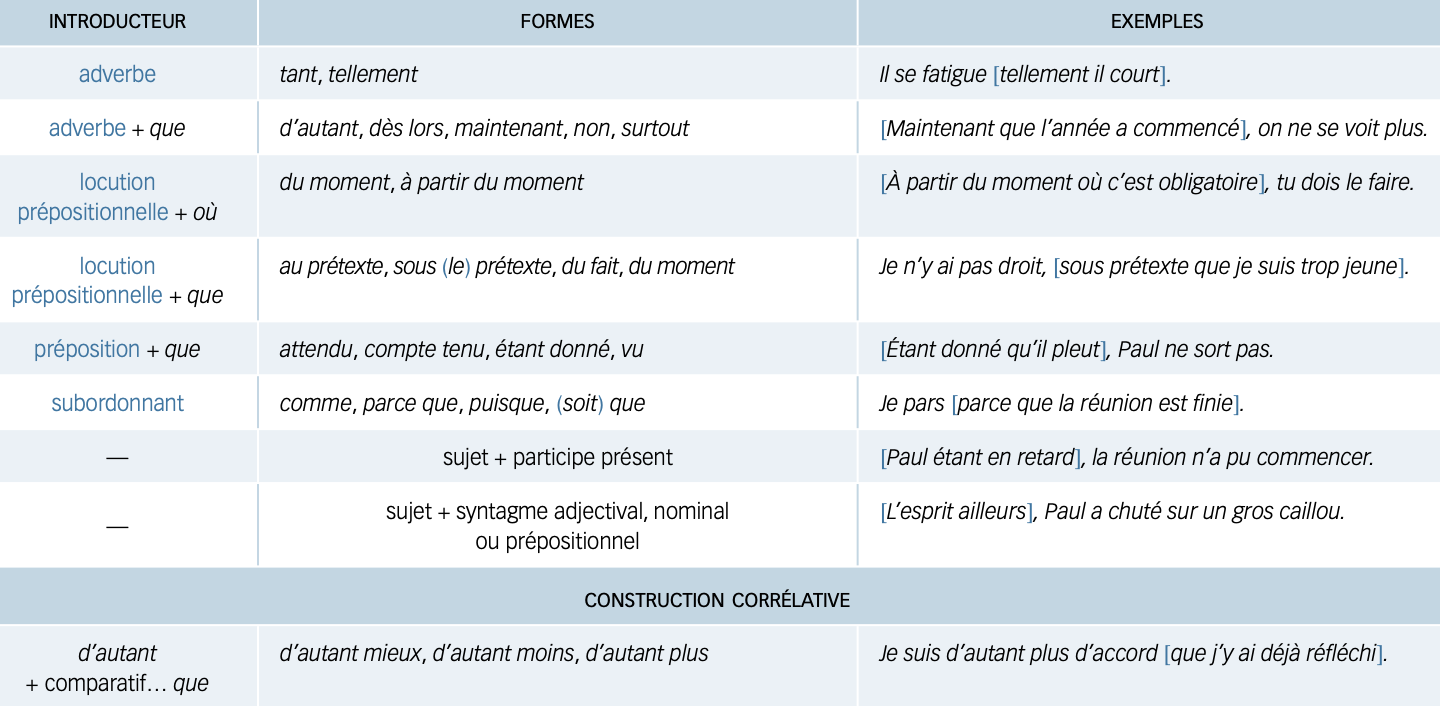 INTRODUCTEUR FORMES EXEMPLES
adverbe tant, tellement Il se fatigue [tellement il court].
adverbe + que d’autant, dès lors, maintenant, non, surtout [Maintenant que l’année a commencé], on ne se voit plus.
locution du moment, à partir du moment [À partir du moment où c’est obligatoire], tu dois le faire.
prépositionnelle + où
locution au prétexte, sous (le) prétexte, du fait, du moment Je n’y ai pas droit, [sous prétexte que je suis trop jeune].
prépositionnelle + que
préposition + que attendu, compte tenu, étant donné, vu [Étant donné qu’il pleut], Paul ne sort pas.
subordonnant comme, parce que, puisque, (soit) que Je pars [parce que la réunion est finie].
— sujet + participe présent [Paul étant en retard], la réunion n’a pu commencer.
— sujet + syntagme adjectival, nominal [L’esprit ailleurs], Paul a chuté sur un gros caillou.
ou prépositionnel
CONSTRUCTION CORRÉLATIVE
d’autant d’autant mieux, d’autant moins, d’autant plus Je suis d’autant plus d’accord [que j’y ai déjà réfléchi].
+ comparatif… que